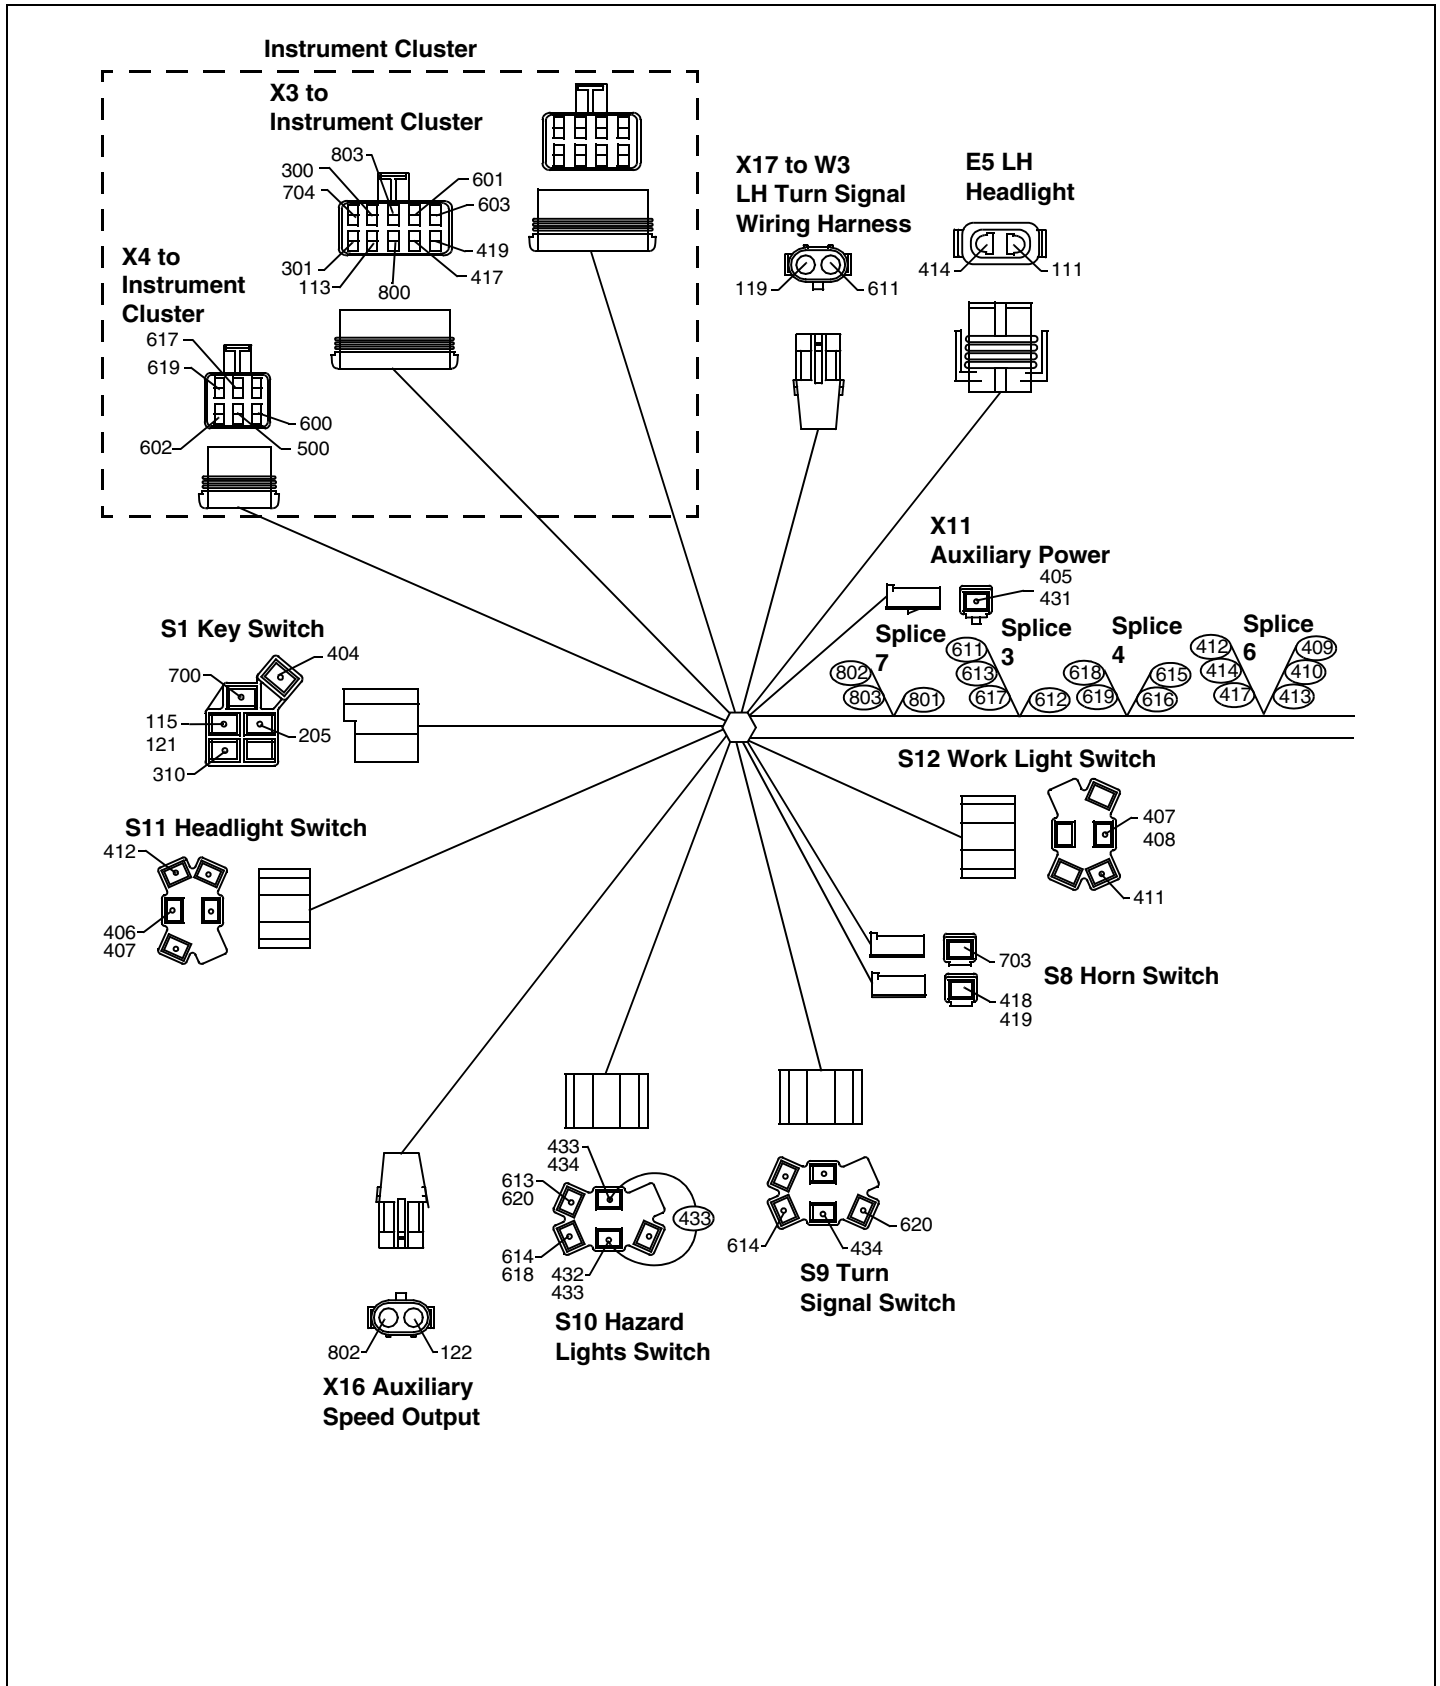 Instrument Cluster
X3 to
Instrument Cluster
803
300
704
601
603
301
113
800
417
419
X4 to
Instrument
Cluster
617
619
602
600
500
X17 to W3
LH Turn Signal
Wiring Harness
119
611
E5 LH
Headlight
414
111
X11
Auxiliary Power
405
431
Splice
7
802
803
801
Splice
3
611
613
617
612
Splice
4
618
619
615
616
Splice
6
412
414
417
409
410
413
S1 Key Switch
404
700
115
121
205
310
S12 Work Light Switch
407
408
411
S11 Headlight Switch
412
406
407
703
S8 Horn Switch
418
419
433
434
613
620
433
614
618
432
433
S10 Hazard
Lights Switch
614
434
620
S9 Turn
Signal Switch
802
122
X16 Auxiliary
Speed Output